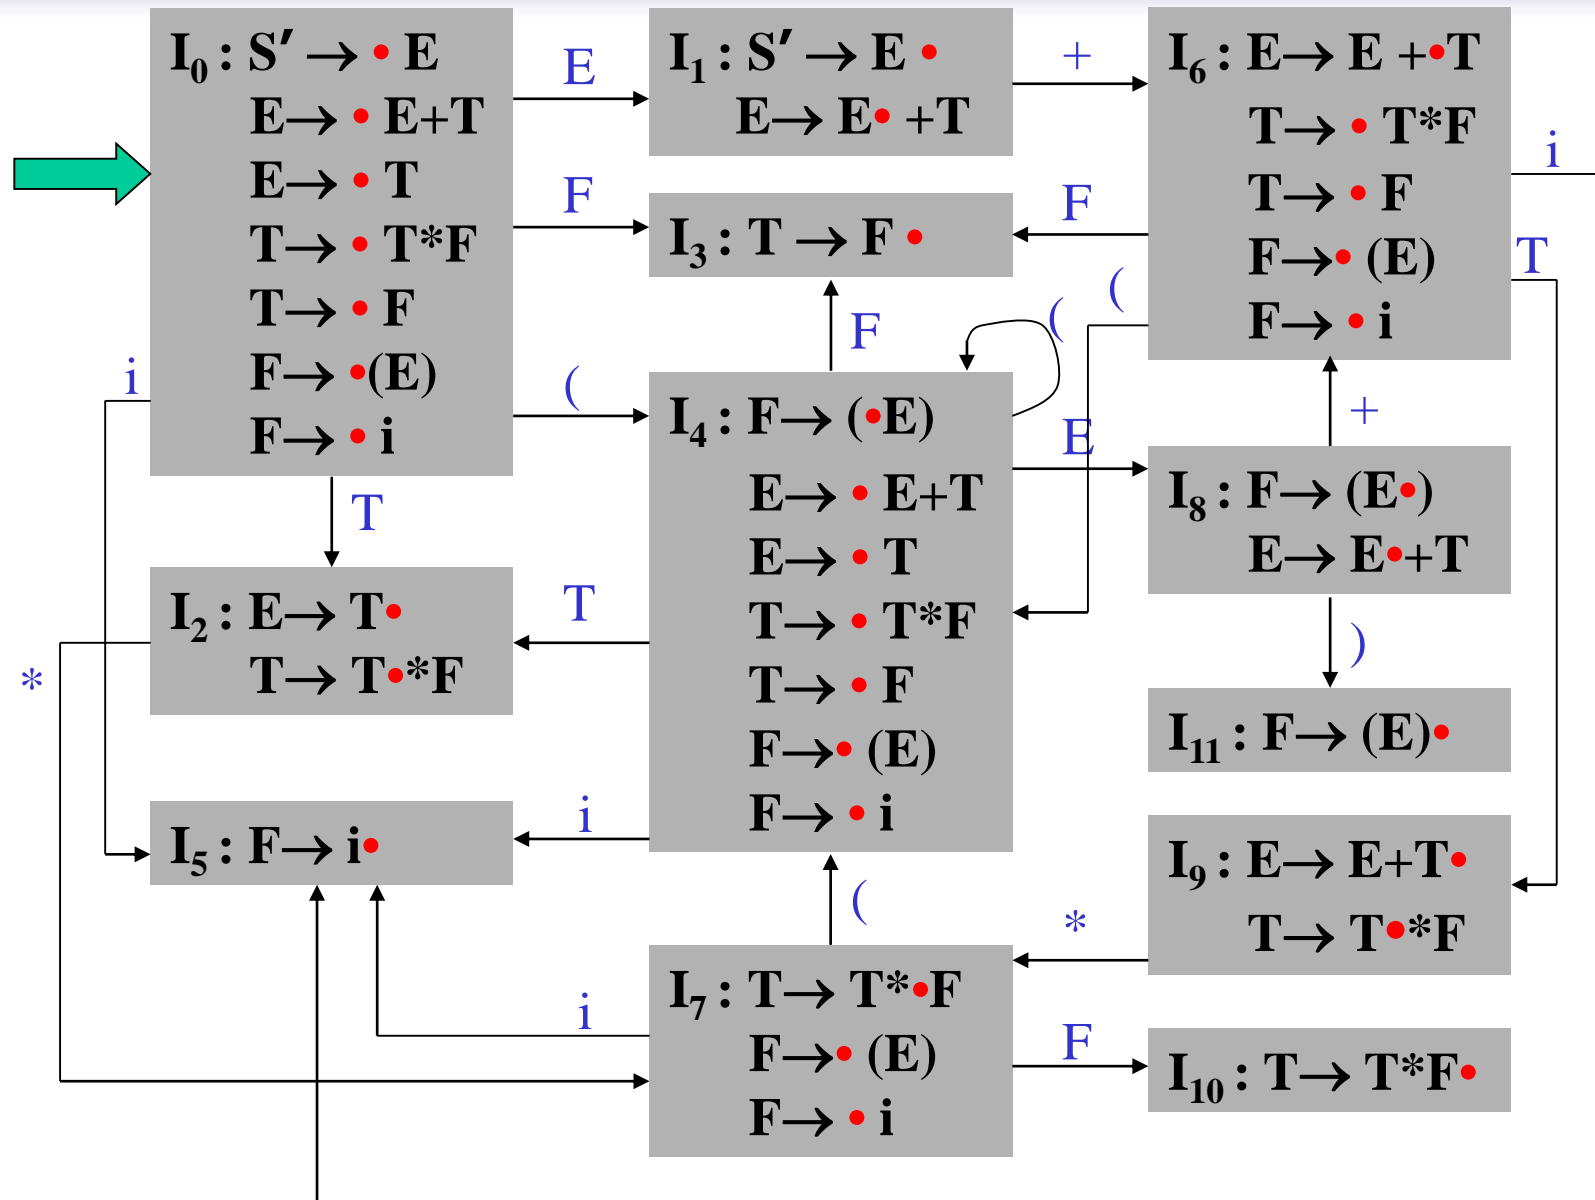 I₀ : S′ → • E
E→ • E+T
E→ • T
T→ • T*F
T→ • F
F→ •(E)
F→ • i
E
F
(
i
T
I₁ : S′ → E •
E→ E• +T
+
I₃ : T → F •
F
F
(
(
I₆ : E→ E +•T
T→ • T*F
T→ • F
F→• (E)
F→ • i
i
T
I₄ : F→ (•E)
E→ • E+T
E→ • T
T→ • T*F
T→ • F
F→• (E)
F→ • i
E
+
I₈ : F→ (E•)
E→ E•+T
)
I₂ : E→ T•
T→ T•*F
T
*
I₁₁ : F→ (E)•
I₅ : F→ i•
i
I₉ : E→ E+T•
T→ T•*F
(
*
I₇ : T→ T*•F
F→• (E)
F→ • i
i
F
I₁₀ : T→ T*F•